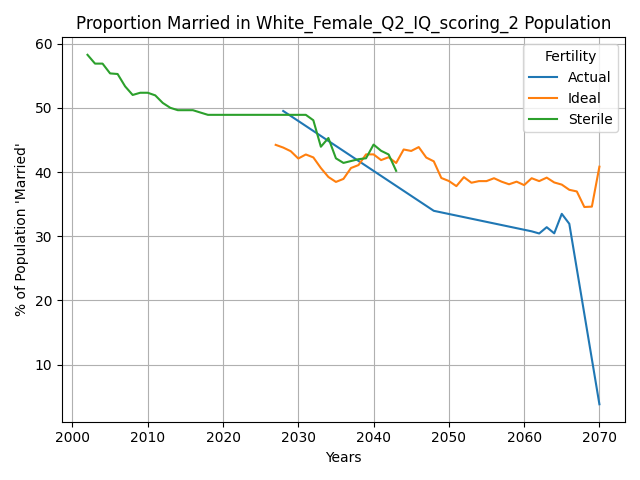 Proportion Married in White_Female_Q2_IQ_scoring_2 Population
% of Population 'Married'
60
50
40
30
20
10
Fertility
Actual
Ideal
Sterile
2000 2010 2020 2030 2040 2050 2060 2070
Years